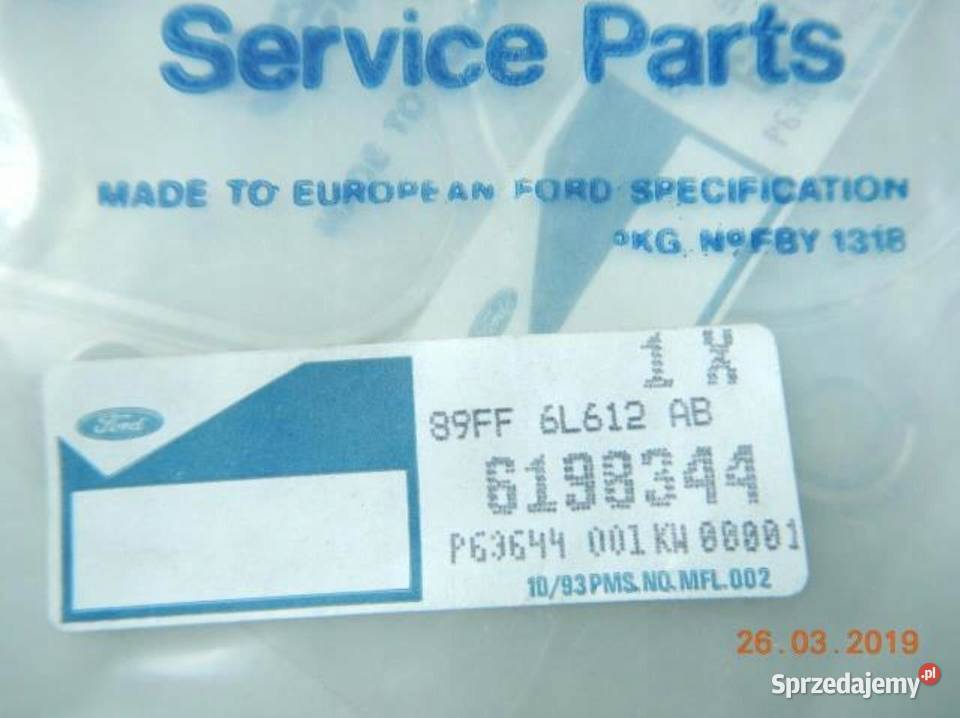 Service Parts
MADE TO EUROPEAN FORD SPECIFICATION
PKG. Nº FBY 1318
1 X
Ford
89FF 6L612 AB
6198344
P63644 001 KW 00001
10/93 PMS. NO. MFL. 002
26.03.2019
Sprzedajemy.pl